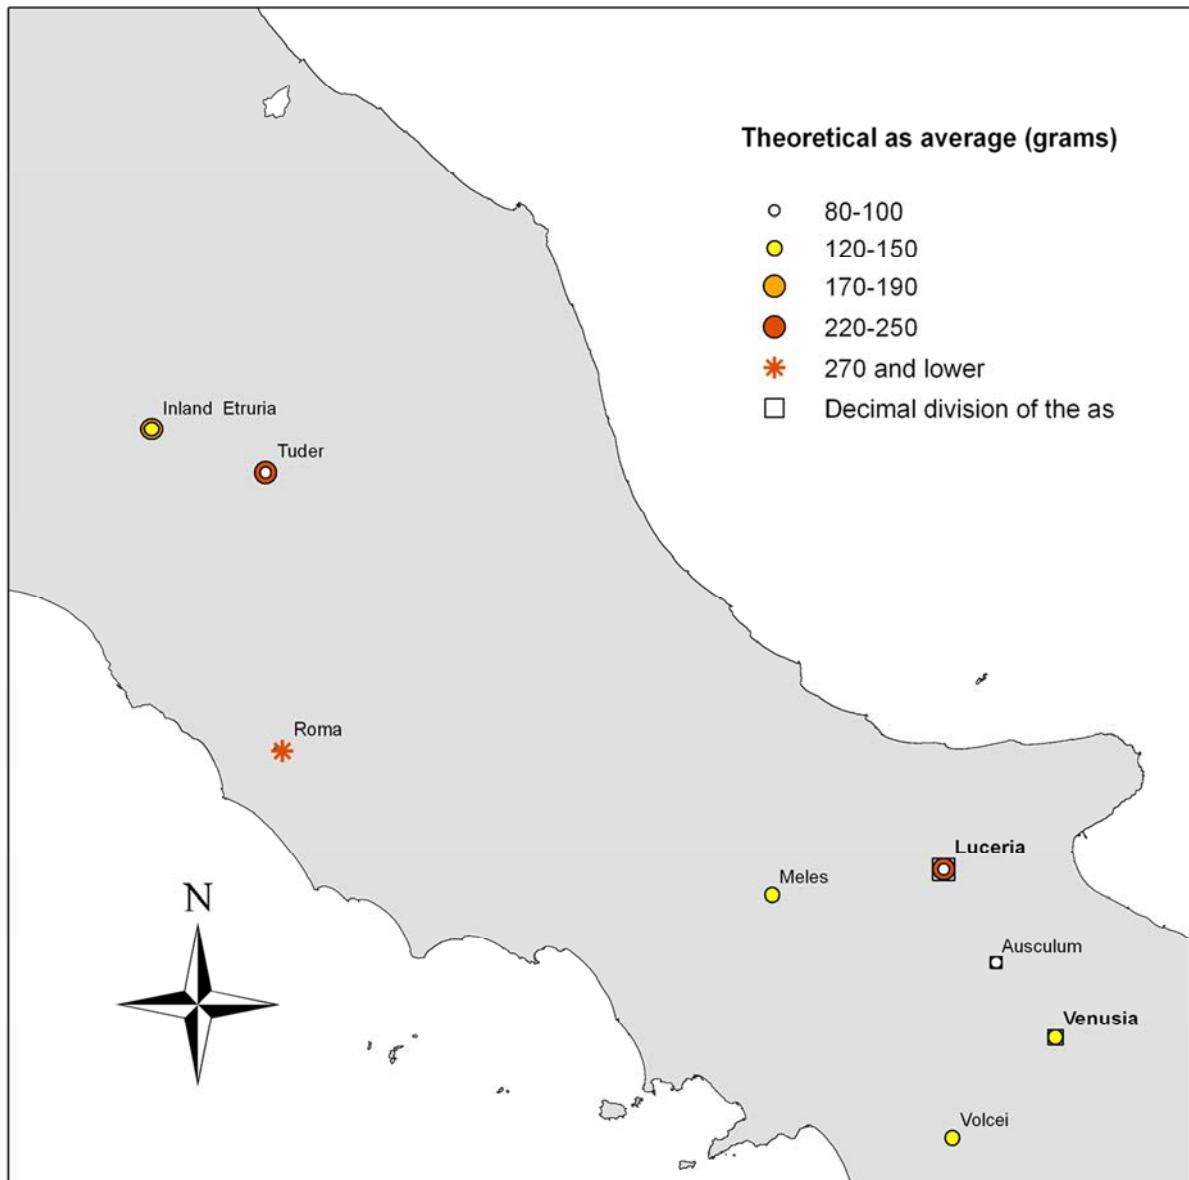 Theoretical as average (grams)
80-100
120-150
170-190
220-250
270 and lower
Decimal division of the as
Inland Etruria
Tuder
Roma
Luceria
Meles
N
Ausculum
Venusia
Volcei